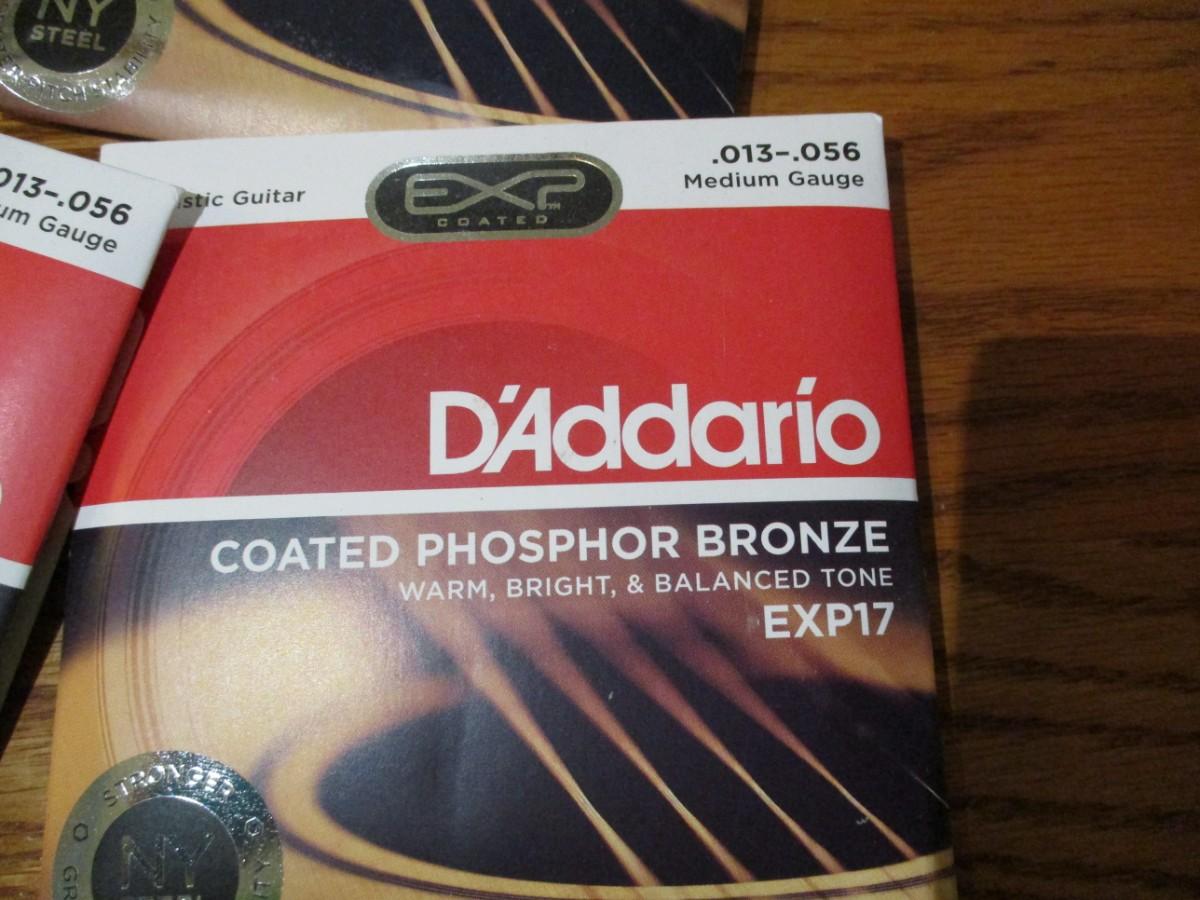 NY
STEEL
013-.056
um Gauge
stic Guitar
EXP™
COATED
.013-.056
Medium Gauge
D'Addario
COATED PHOSPHOR BRONZE
WARM, BRIGHT, & BALANCED TONE
EXP17
STRONGER
NY